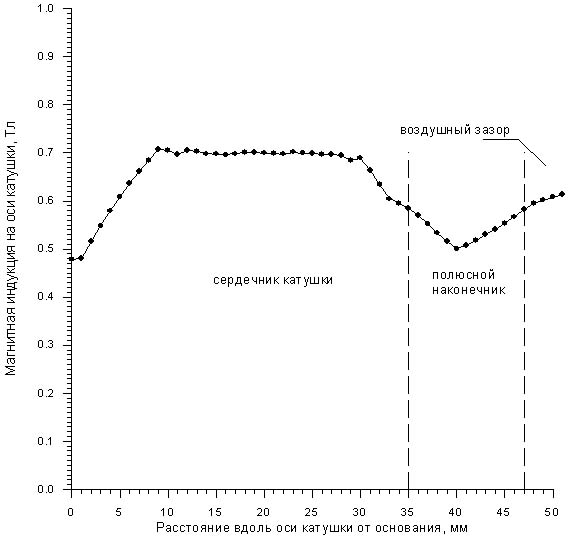 1.0
0.9
0.8
0.7
0.6
0.5
0.4
0.3
0.2
0.1
0.0
Магнитная индукция на оси катушки, Тл
воздушный зазор
сердечник катушки
полюсной
наконечник
0 5 10 15 20 25 30 35 40 45 50
Расстояние вдоль оси катушки от основания, мм